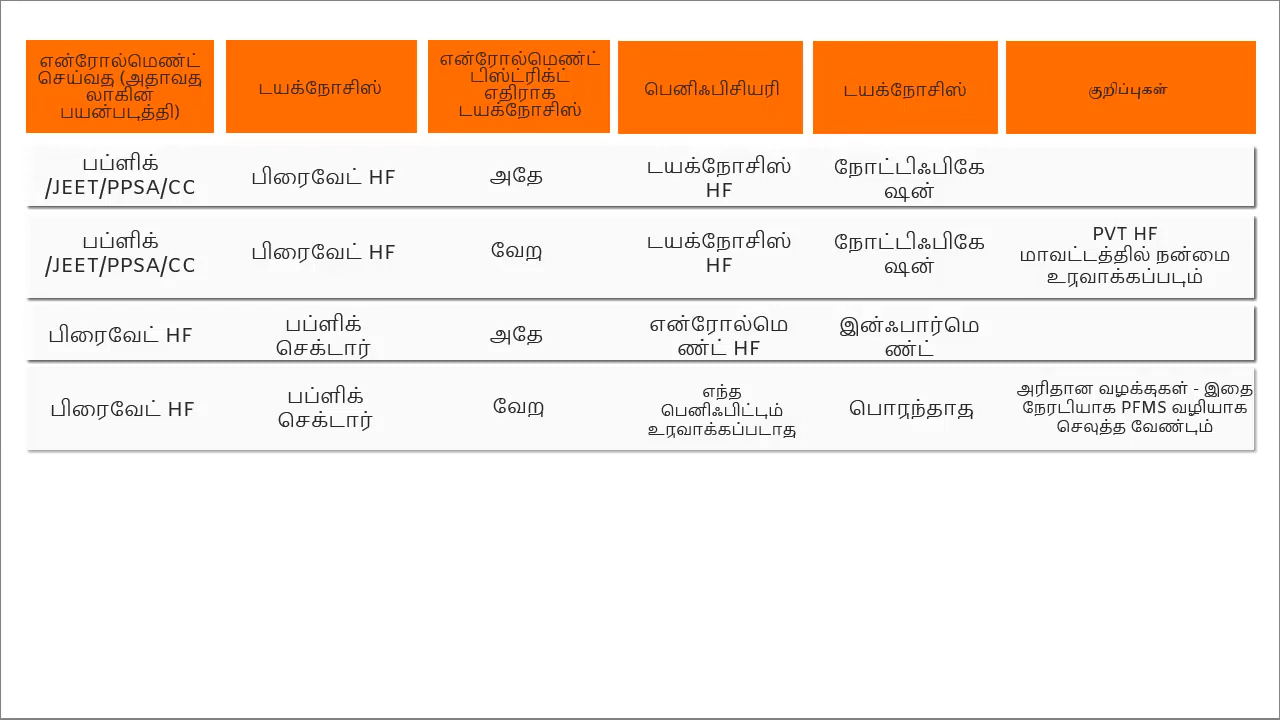 என்ரோல்மெண்ட்
செய்வது (அதாவது
லாகின்
பயன்படுத்தி)
டயக்நோசிஸ்
என்ரோல்மெண்ட்
டிஸ்ட்ரிக்ட்
எதிராக
டயக்நோசிஸ்
பெனிஃபிசியரி
டயக்நோசிஸ்
குறிப்புகள்
பப்ளிக்
/JEET/PPSA/CC
பிரைவேட் HF
அதே
டயக்நோசிஸ்
HF
நோட்டிஃபிகே
ஷன்
பப்ளிக்
/JEET/PPSA/CC
பிரைவேட் HF
வேறு
டயக்நோசிஸ்
HF
நோட்டிஃபிகே
ஷன்
PVT HF
மாவட்டத்தில் நன்மை
உருவாக்கப்படும்
பிரைவேட் HF
பப்ளிக்
செக்டார்
அதே
என்ரோல்மெ
ண்ட் HF
இன்ஃபார்மெ
ண்ட்
பிரைவேட் HF
பப்ளிக்
செக்டார்
வேறு
எந்த
பெனிஃபிட்டும்
உருவாக்கப்படாது
பொருந்தாது
அரிதான வழக்குகள் - இதை
நேரடியாக PFMS வழியாக
செலுத்த வேண்டும்